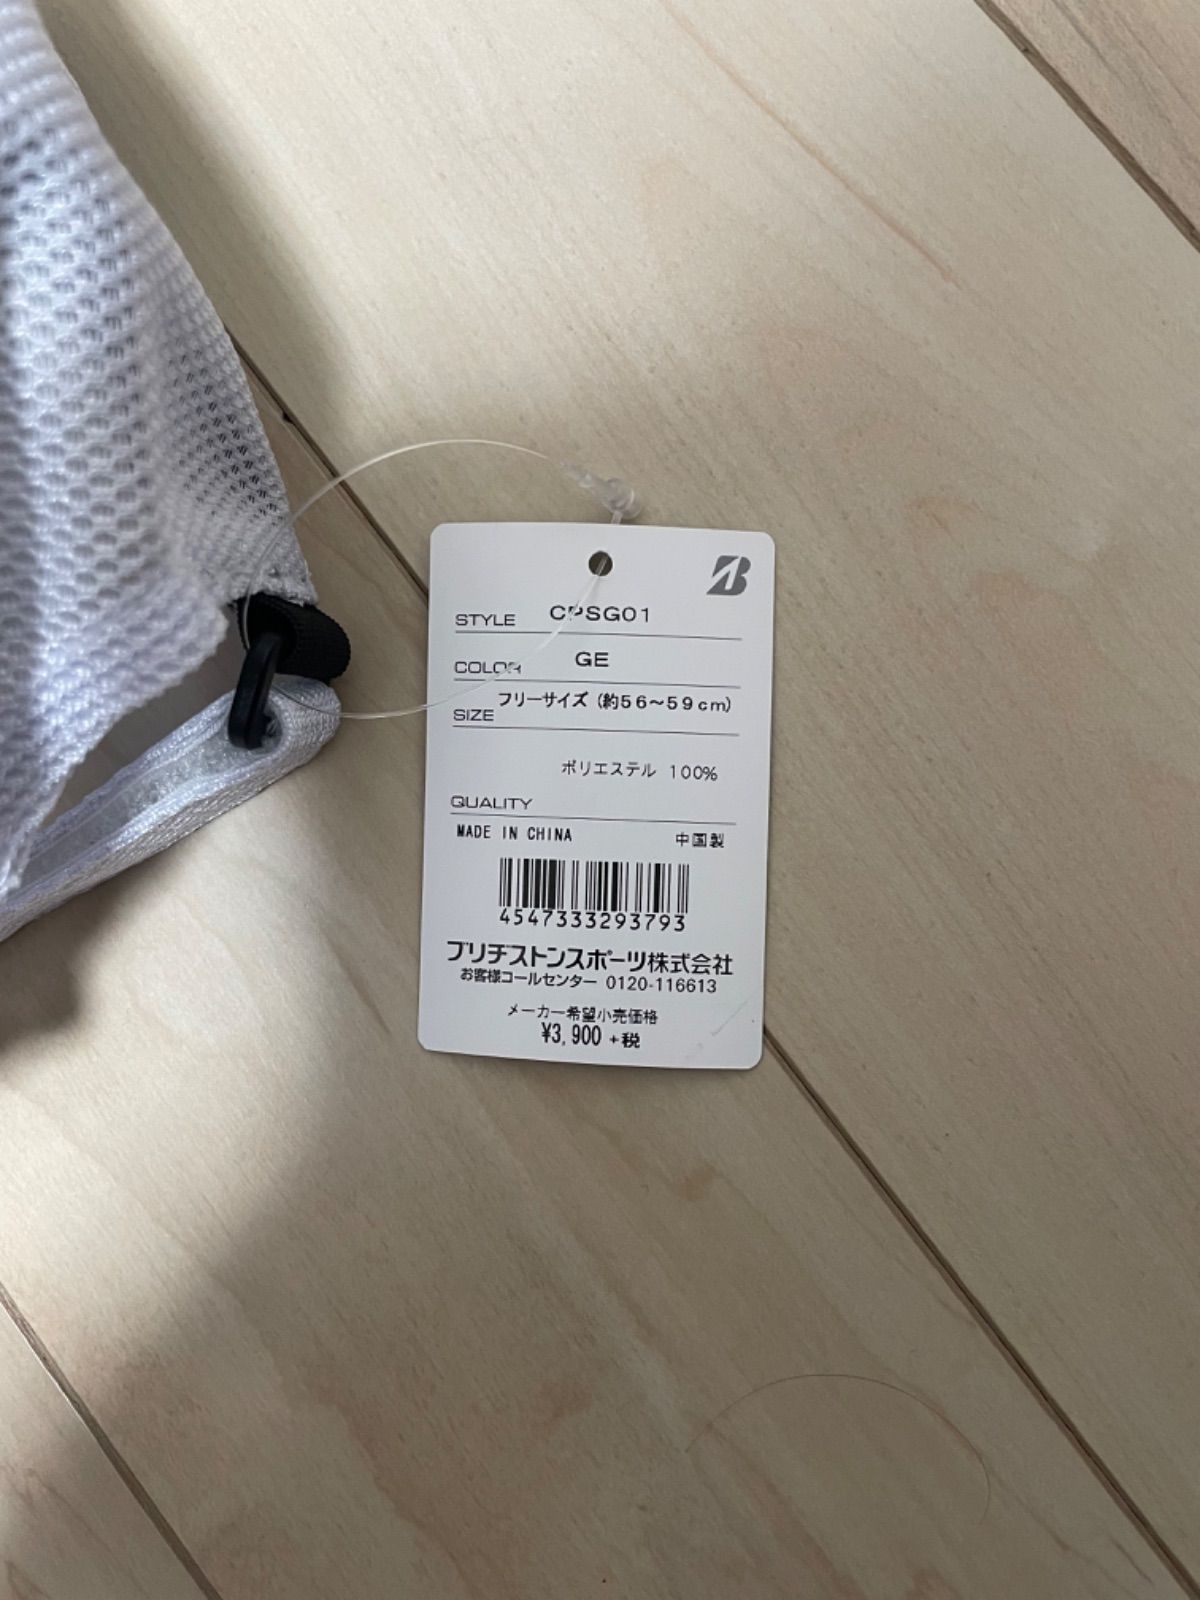 B
STYLE CPSG01
COLOR GE
SIZE フリーサイズ (約56〜59cm)
ポリエステル 100%
QUALITY
MADE IN CHINA 中国製
4547333293793
ブリヂストンスポーツ株式会社
お客様コールセンター 0120-116613
メーカー希望小売価格
¥3,900 +税